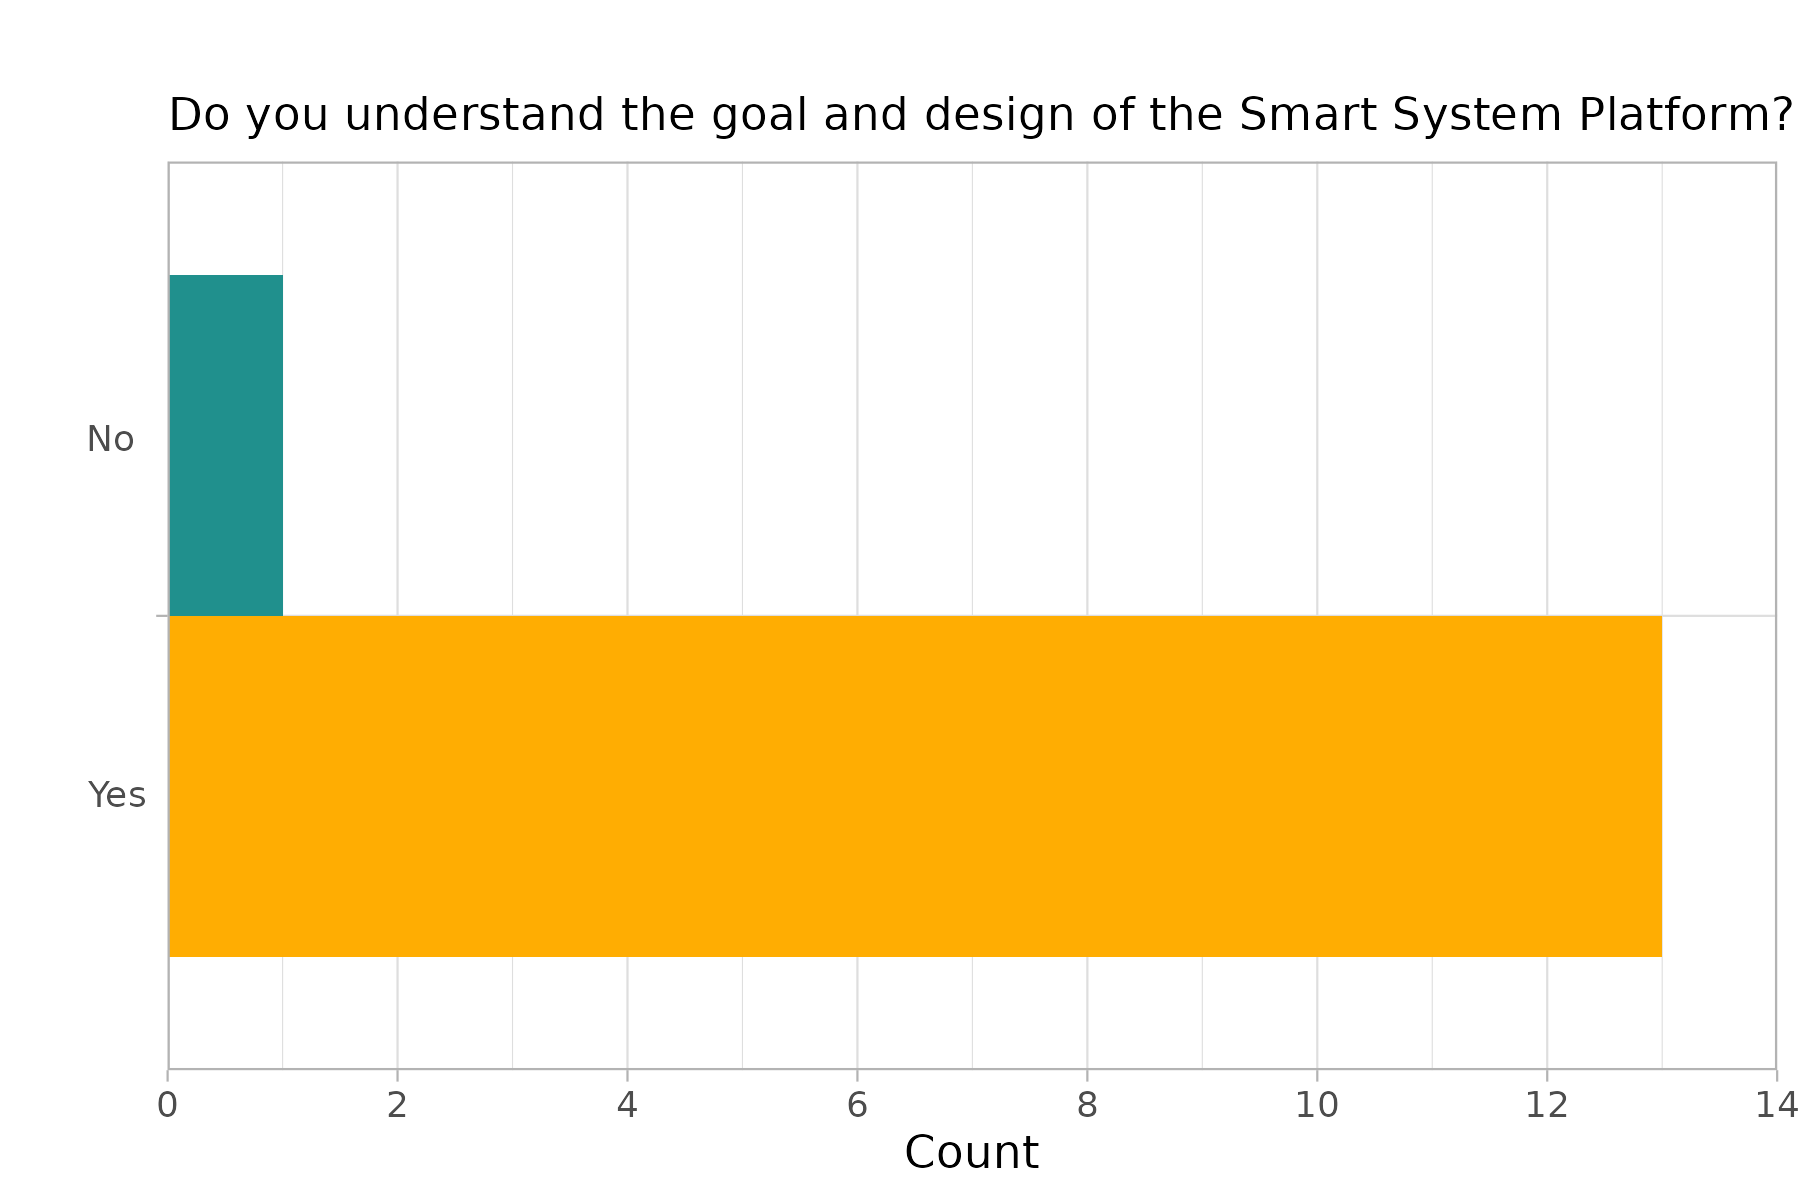 Do you understand the goal and design of the Smart System Platform?
No
Yes
0 2 4 6 8 10 12 14
Count